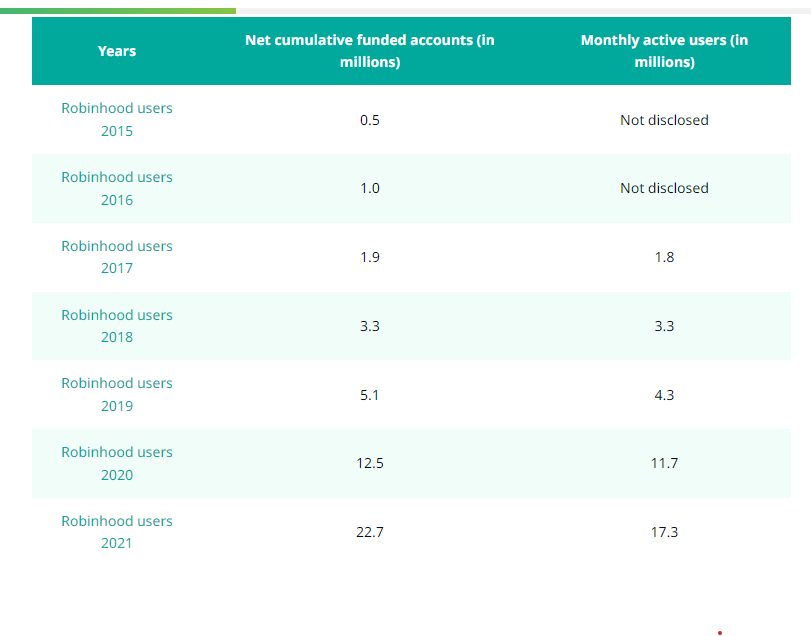 Years
Net cumulative funded accounts (in
millions)
Monthly active users (in
millions)
Robinhood users
2015
0.5
Not disclosed
Robinhood users
2016
1.0
Not disclosed
Robinhood users
2017
1.9
1.8
Robinhood users
2018
3.3
3.3
Robinhood users
2019
5.1
4.3
Robinhood users
2020
12.5
11.7
Robinhood users
2021
22.7
17.3